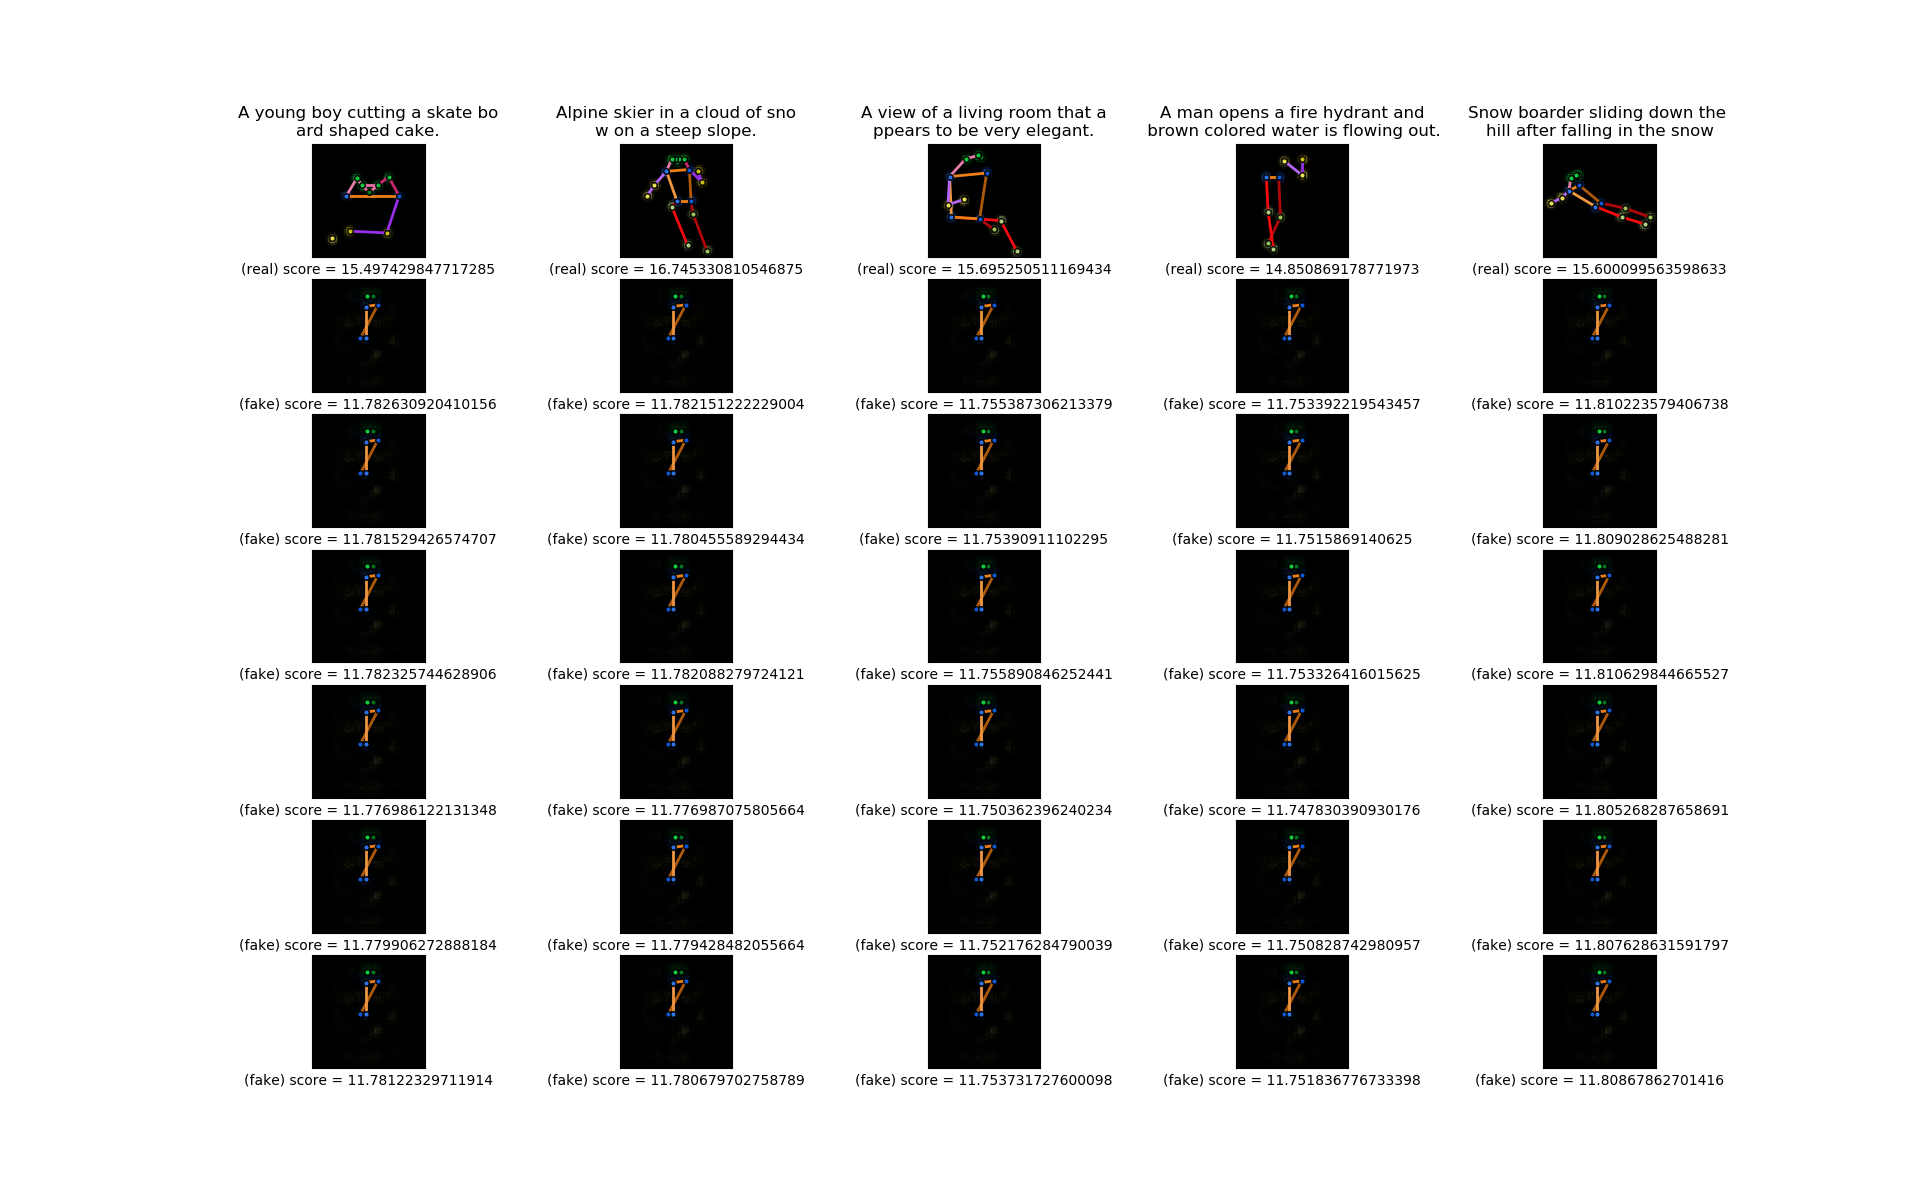 A young boy cutting a skate bo
ard shaped cake.
Alpine skier in a cloud of sno
w on a steep slope.
A view of a living room that a
ppears to be very elegant.
A man opens a fire hydrant and
brown colored water is flowing out.
Snow boarder sliding down the
hill after falling in the snow
(real) score = 15.497429847717285
(real) score = 16.745330810546875
(real) score = 15.695250511169434
(real) score = 14.850869178771973
(real) score = 15.600099563598633
(fake) score = 11.782630920410156
(fake) score = 11.782151222229004
(fake) score = 11.755387306213379
(fake) score = 11.753392219543457
(fake) score = 11.810223579406738
(fake) score = 11.781529426574707
(fake) score = 11.780455589294434
(fake) score = 11.75390911102295
(fake) score = 11.7515869140625
(fake) score = 11.809028625488281
(fake) score = 11.782325744628906
(fake) score = 11.782088279724121
(fake) score = 11.755890846252441
(fake) score = 11.753326416015625
(fake) score = 11.810629844665527
(fake) score = 11.776986122131348
(fake) score = 11.776987075805664
(fake) score = 11.750362396240234
(fake) score = 11.747830390930176
(fake) score = 11.805268287658691
(fake) score = 11.779906272888184
(fake) score = 11.779428482055664
(fake) score = 11.752176284790039
(fake) score = 11.750828742980957
(fake) score = 11.807628631591797
(fake) score = 11.78122329711914
(fake) score = 11.780679702758789
(fake) score = 11.753731727600098
(fake) score = 11.751836776733398
(fake) score = 11.80867862701416